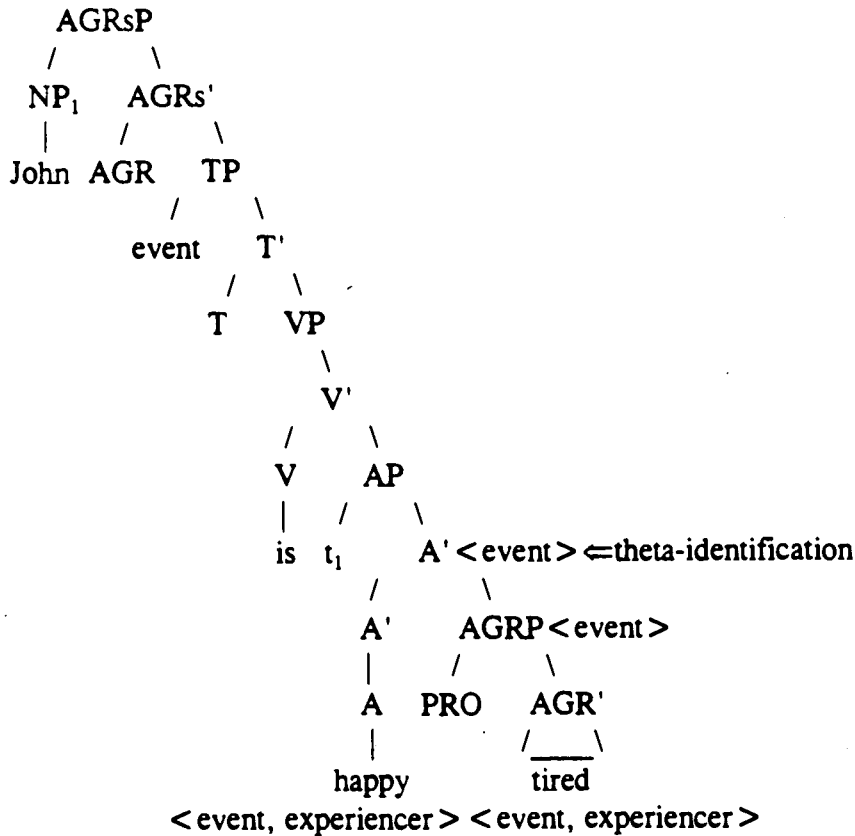 AGRsP
NP₁ AGRs'
John AGR TP
event T'
T VP
V'
V AP
is t₁ A' <event> ⇐theta-identification
A' AGRP<event>
A PRO AGR'
happy tired
<event, experiencer> <event, experiencer>